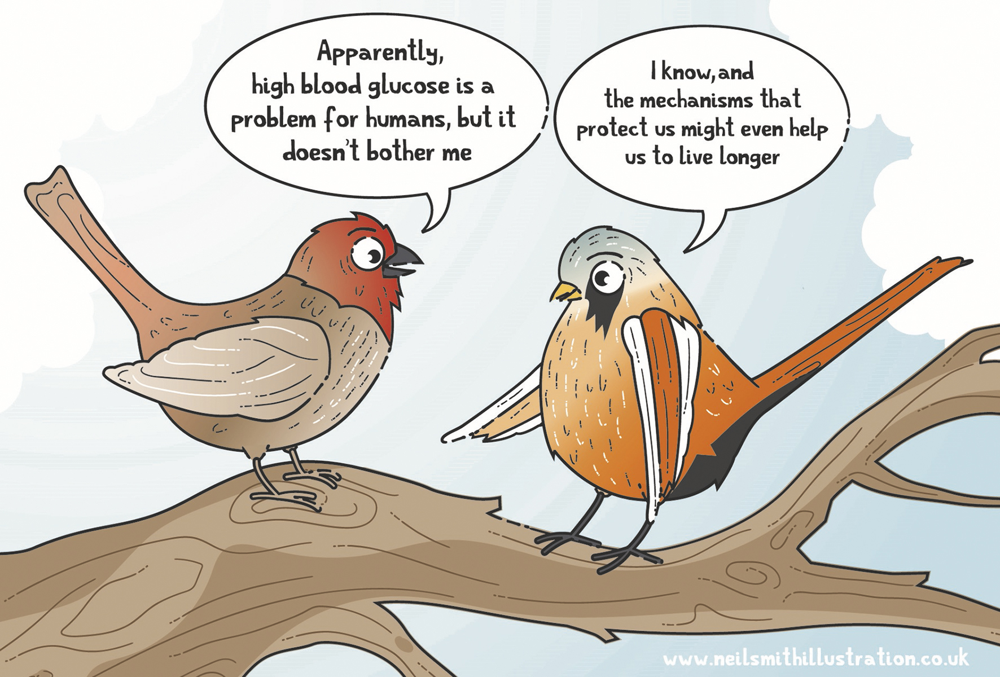 Apparently,
high blood glucose is a
problem for humans, but it
doesn't bother me
I know, and
the mechanisms that
protect us might even help
us to live longer
www.neilsmithillustration.co.uk